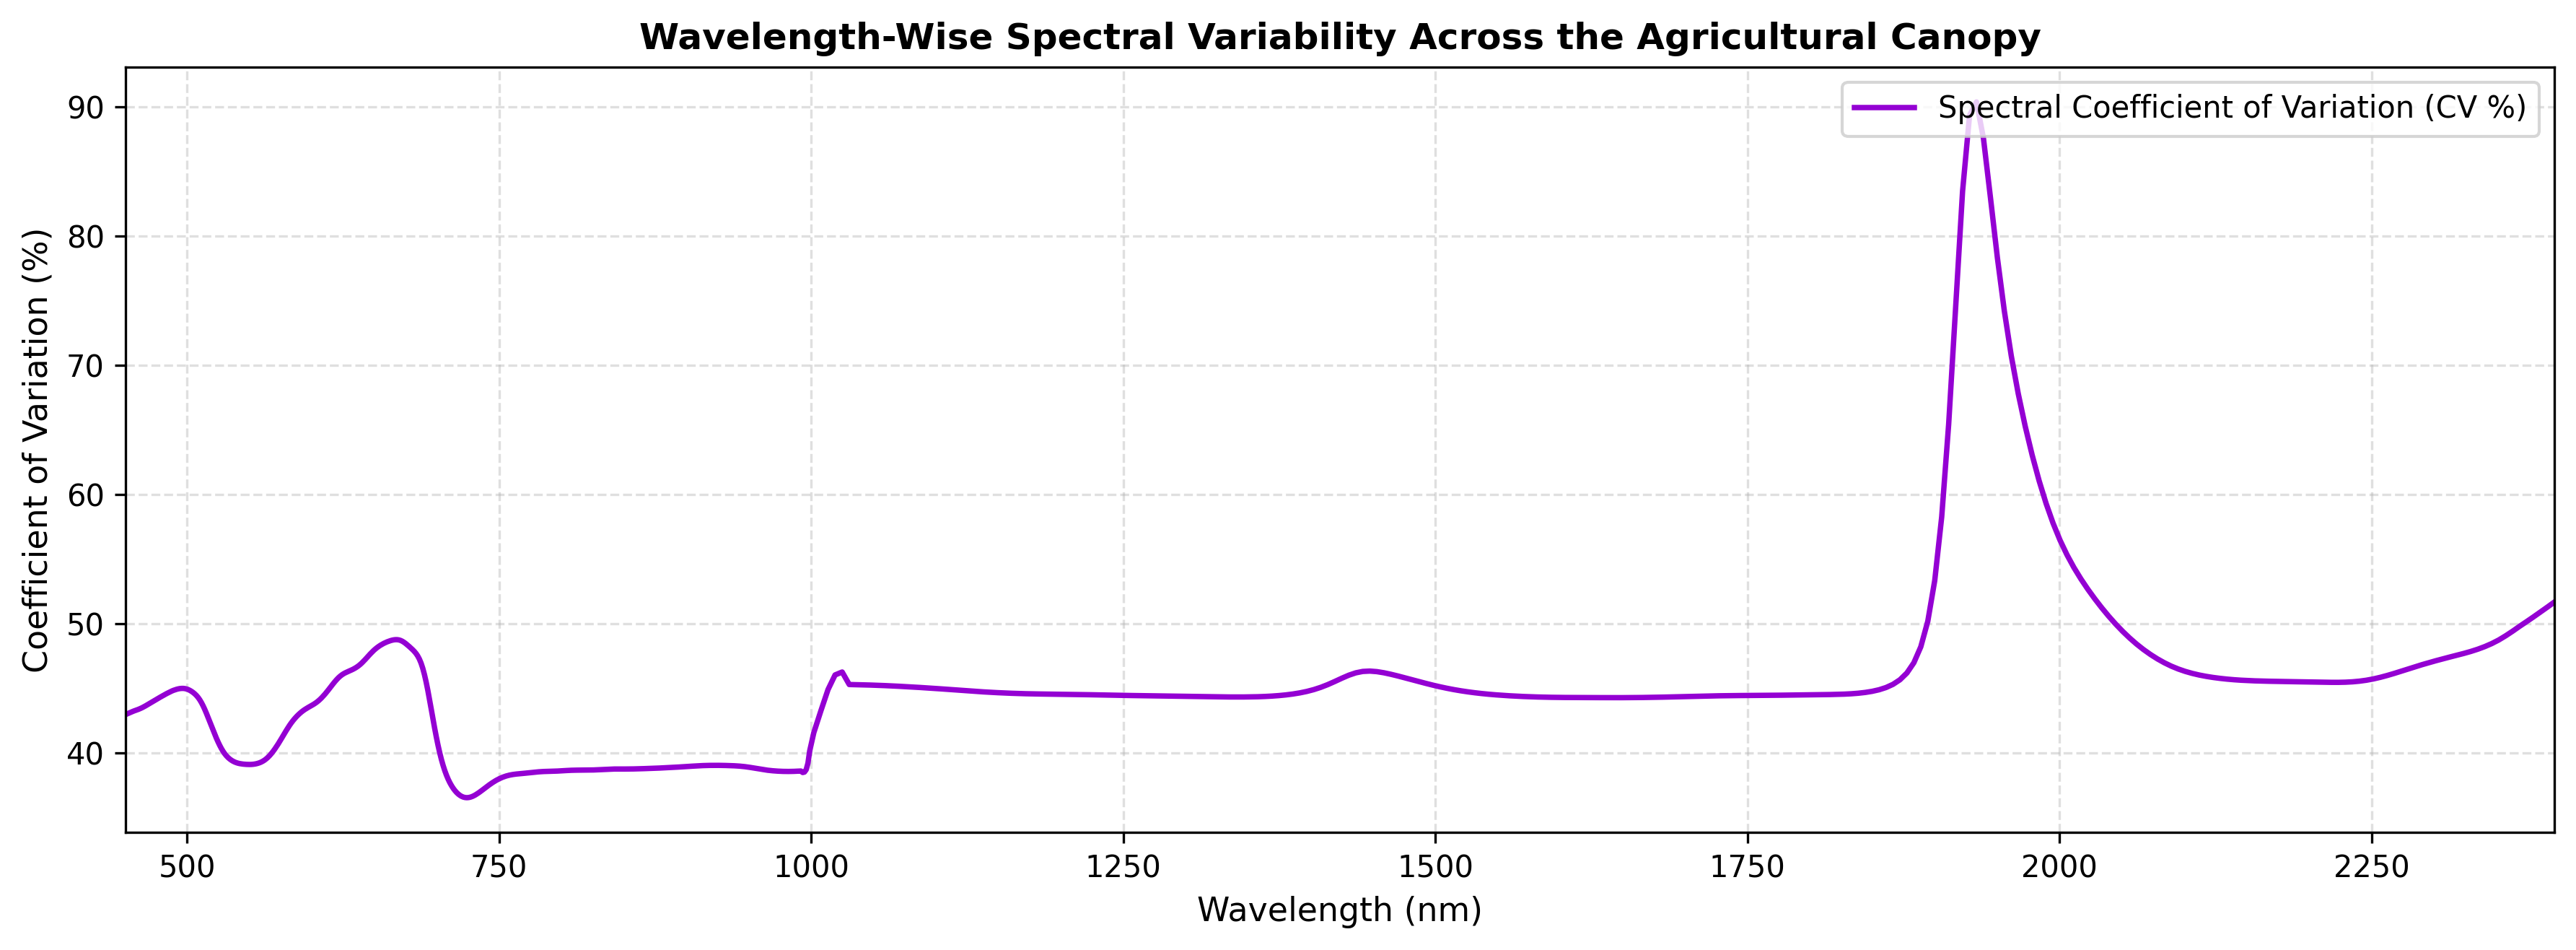 Wavelength-Wise Spectral Variability Across the Agricultural Canopy
Spectral Coefficient of Variation (CV %)
Coefficient of Variation (%)
90
80
70
60
50
40
500 750 1000 1250 1500 1750 2000 2250
Wavelength (nm)